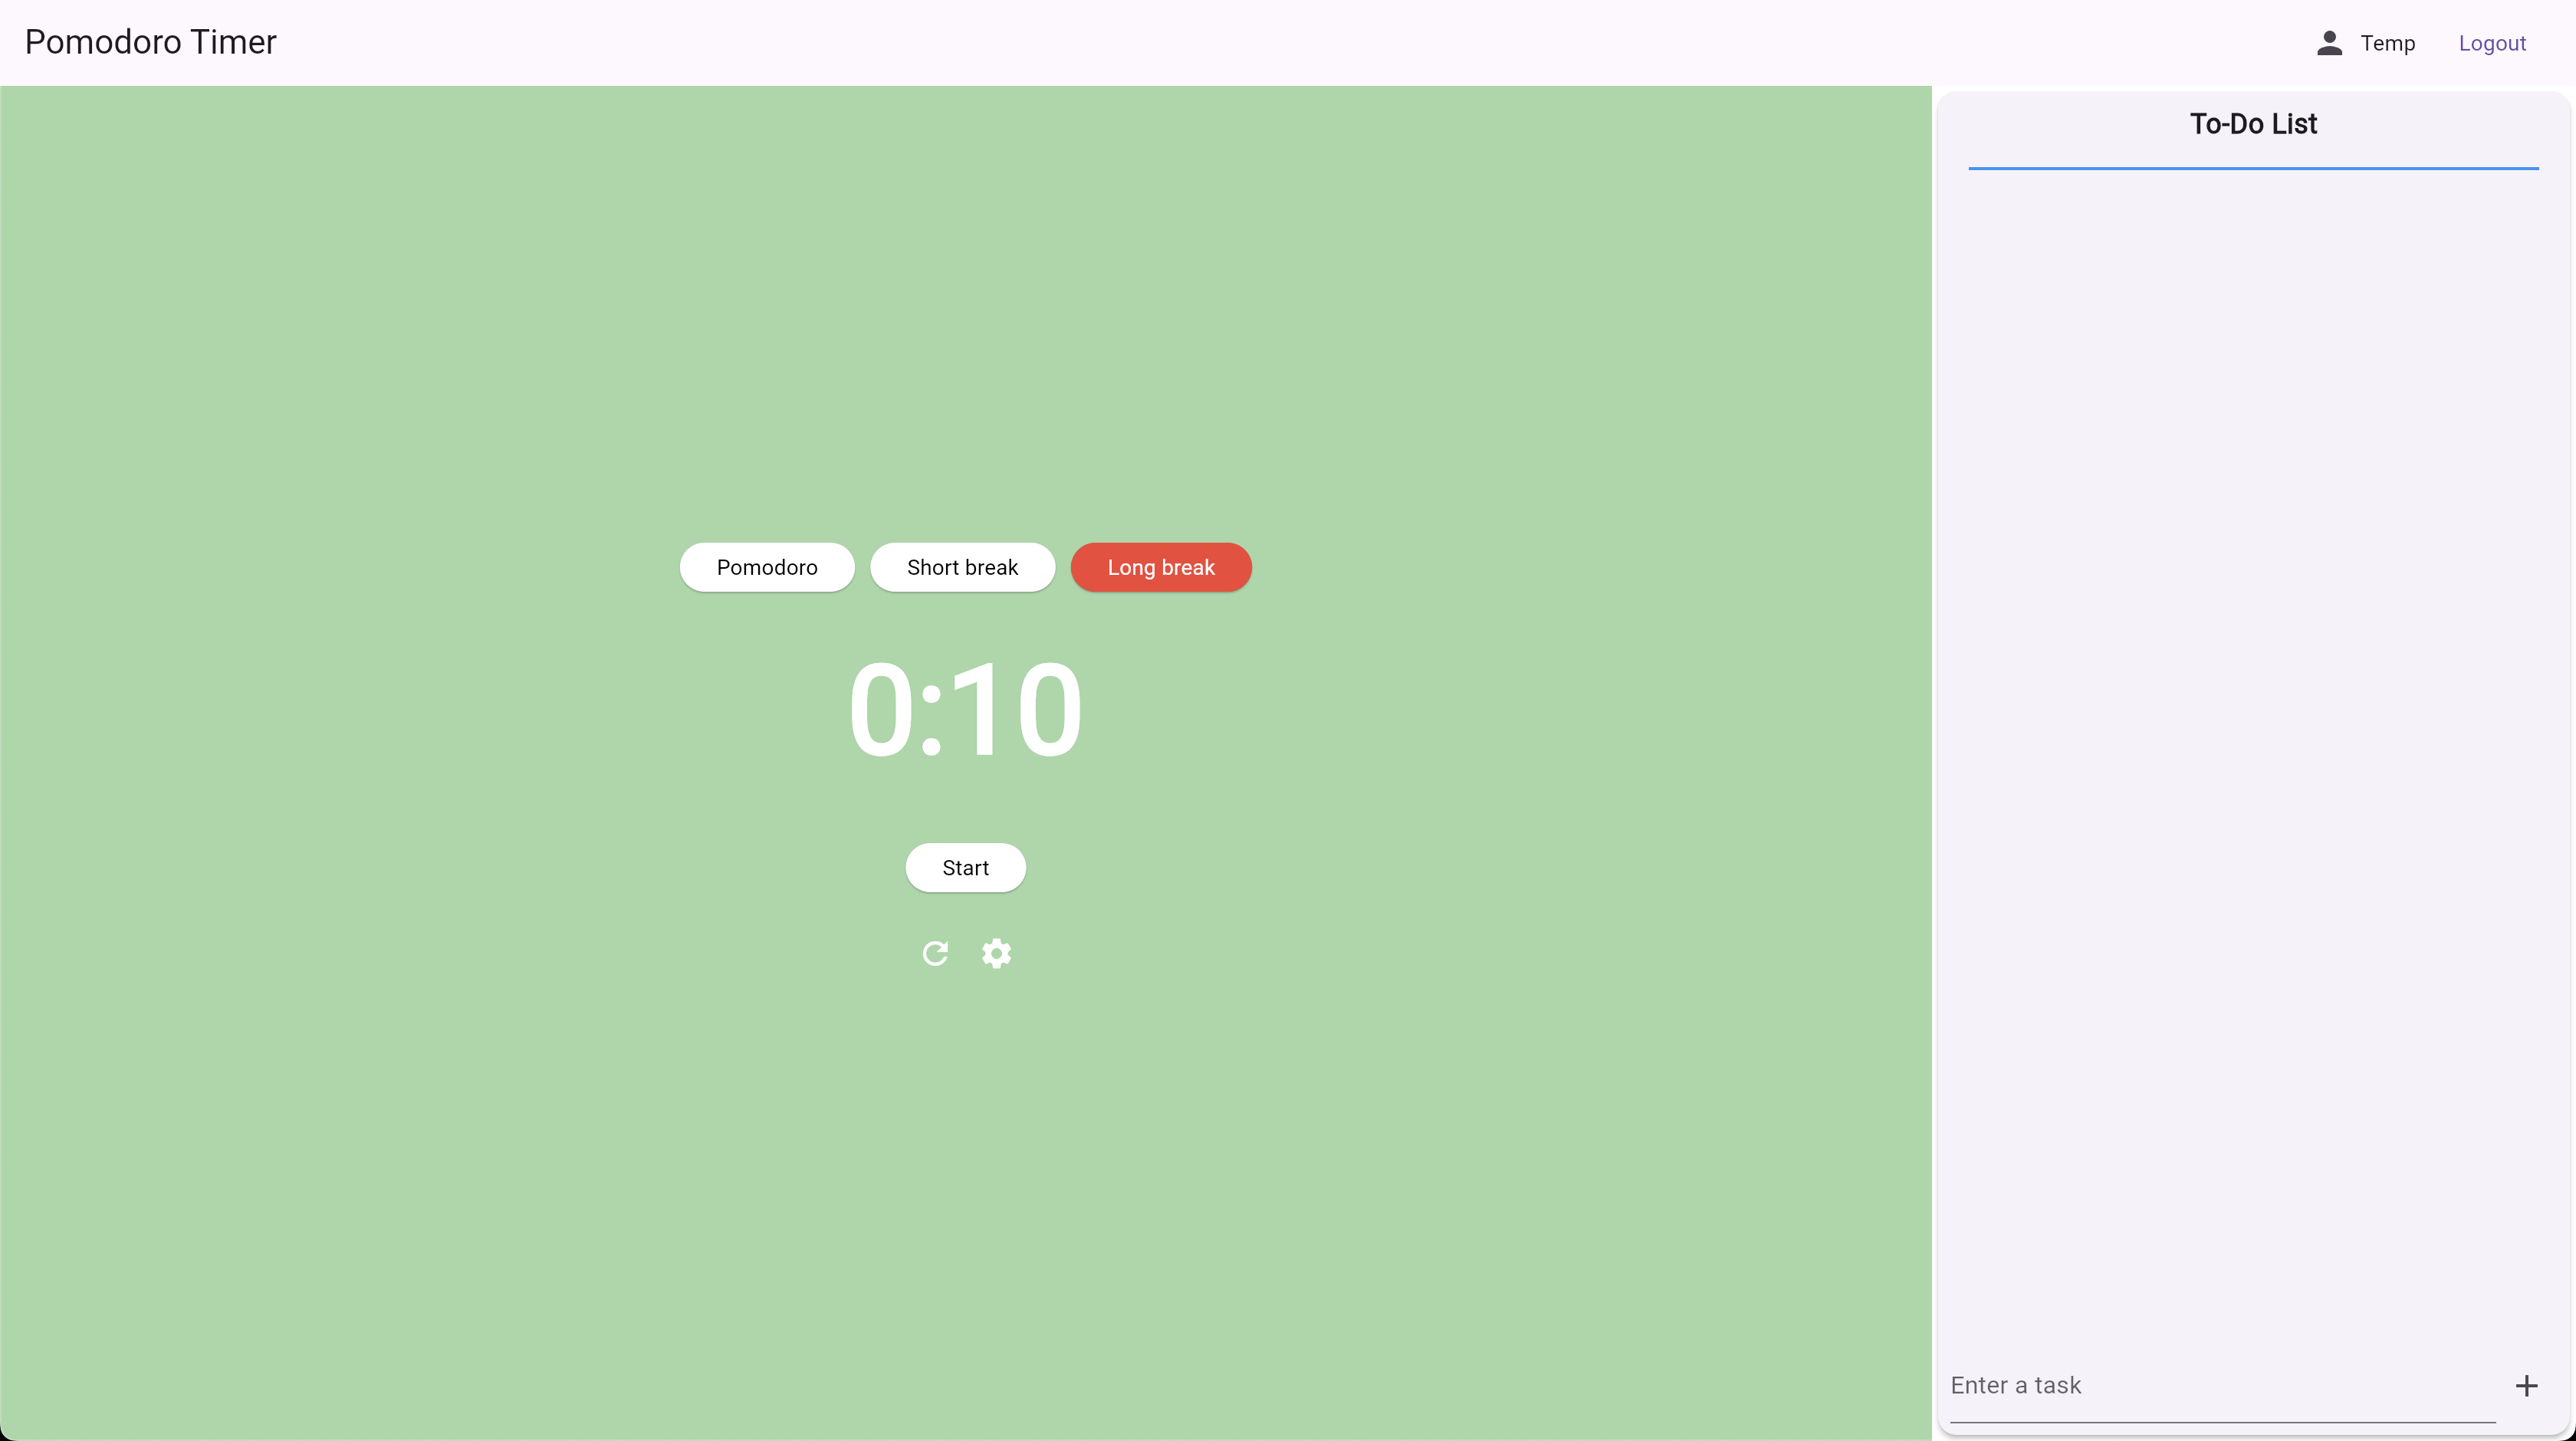 Pomodoro Timer
Temp
Logout
To-Do List
Pomodoro
Short break
Long break
0:10
Start
Enter a task